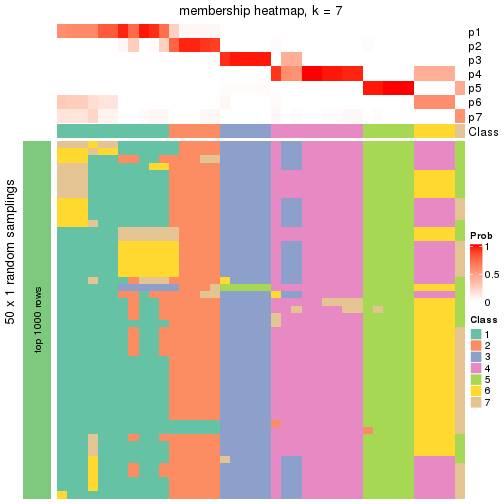 membership heatmap, k = 7
p1
p2
p3
p4
p5
p6
p7
Class
50 x 1 random samplings
top 1000 rows
Prob
1
0.5
0
Class
1
2
3
4
5
6
7